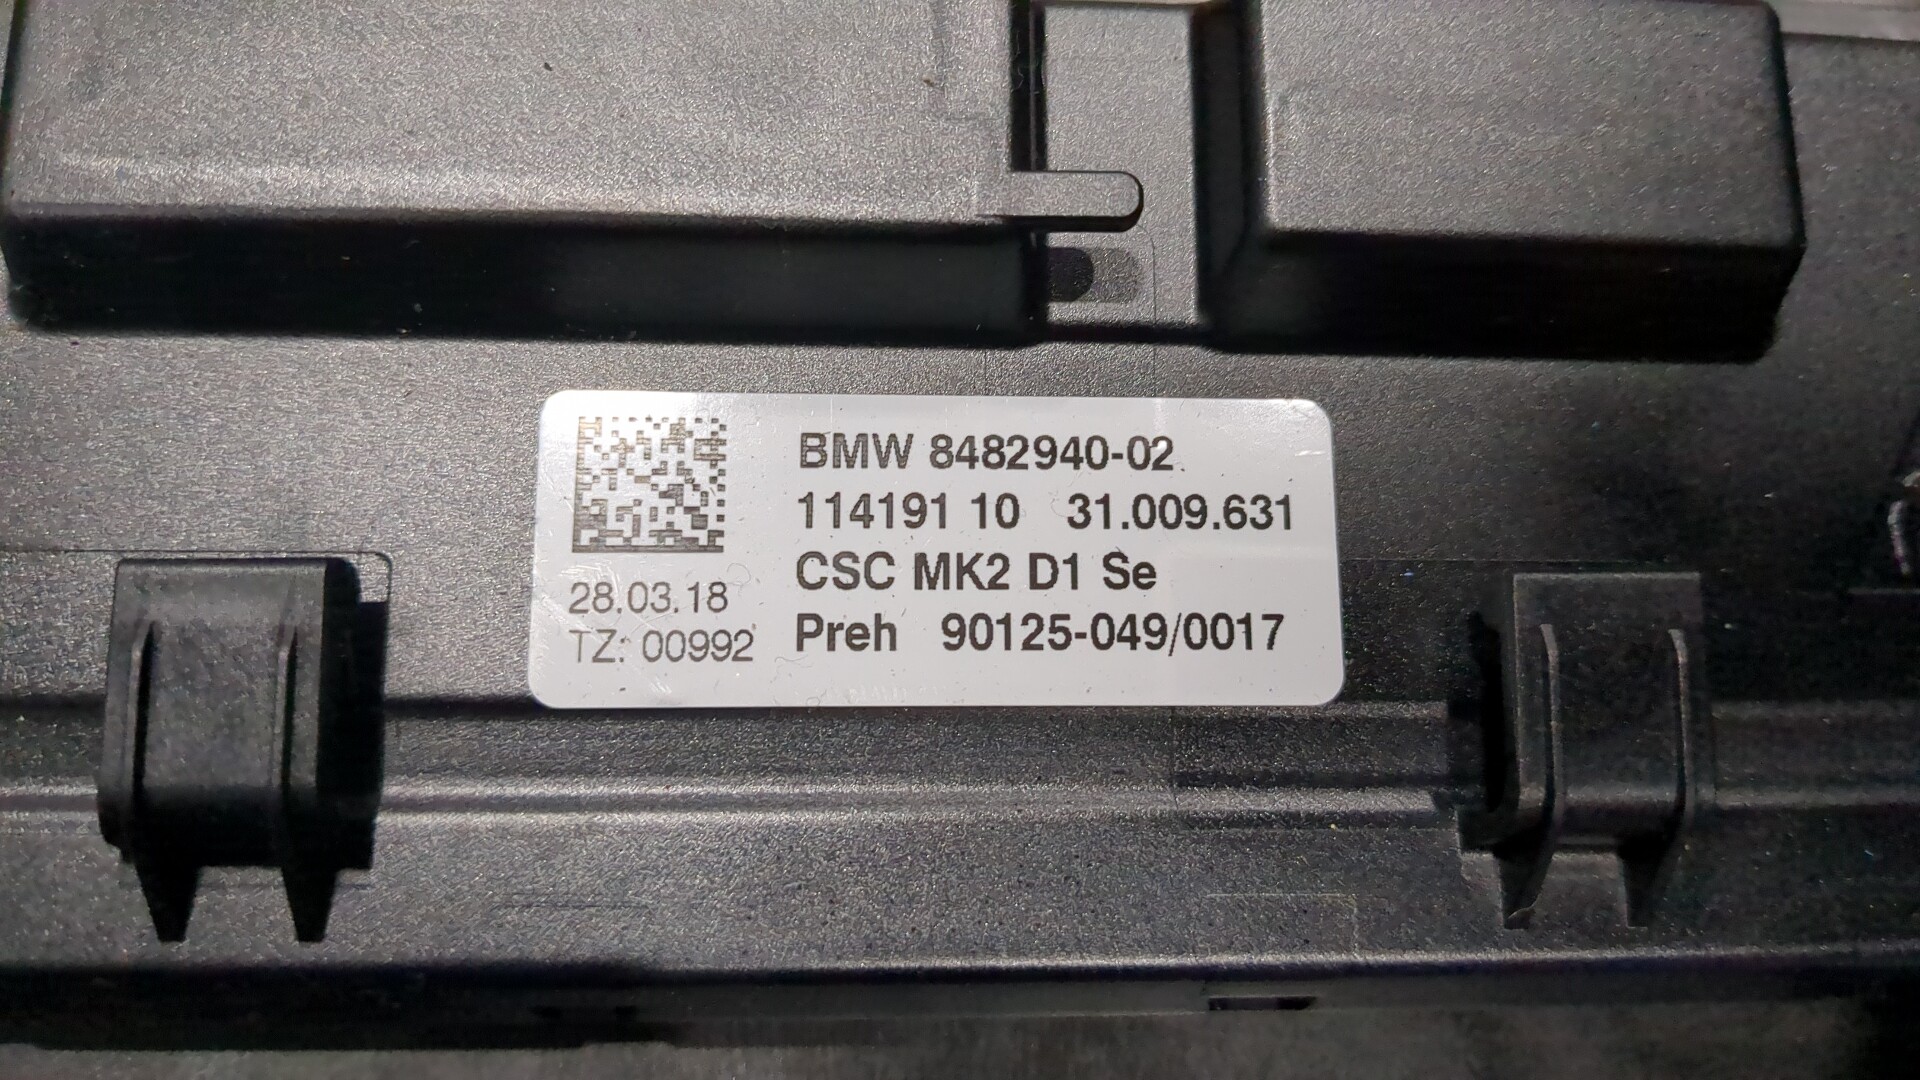 BMW 8482940-02
114191 10 31.009.631
CSC MK2 D1 Se
Preh 90125-049/0017
28.03.18
TZ: 00992